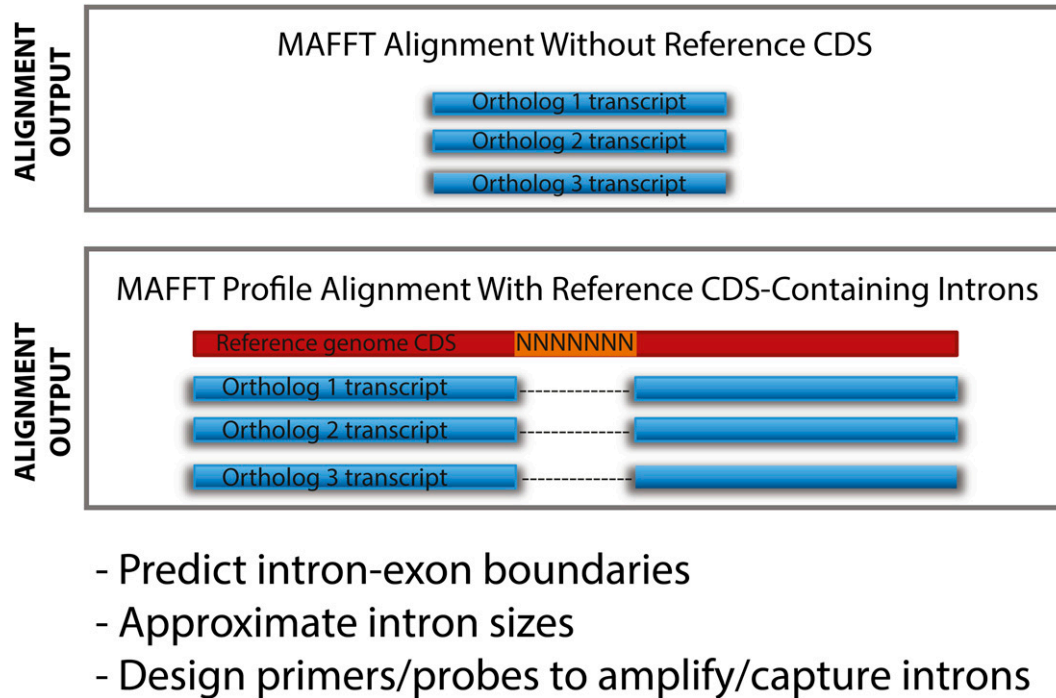 ALIGNMENT
OUTPUT
MAFFT Alignment Without Reference CDS
Ortholog 1 transcript
Ortholog 2 transcript
Ortholog 3 transcript
ALIGNMENT
OUTPUT
MAFFT Profile Alignment With Reference CDS-Containing Introns
Reference genome CDS NNNNNNN
Ortholog 1 transcript
Ortholog 2 transcript
Ortholog 3 transcript
- Predict intron-exon boundaries
- Approximate intron sizes
- Design primers/probes to amplify/capture introns